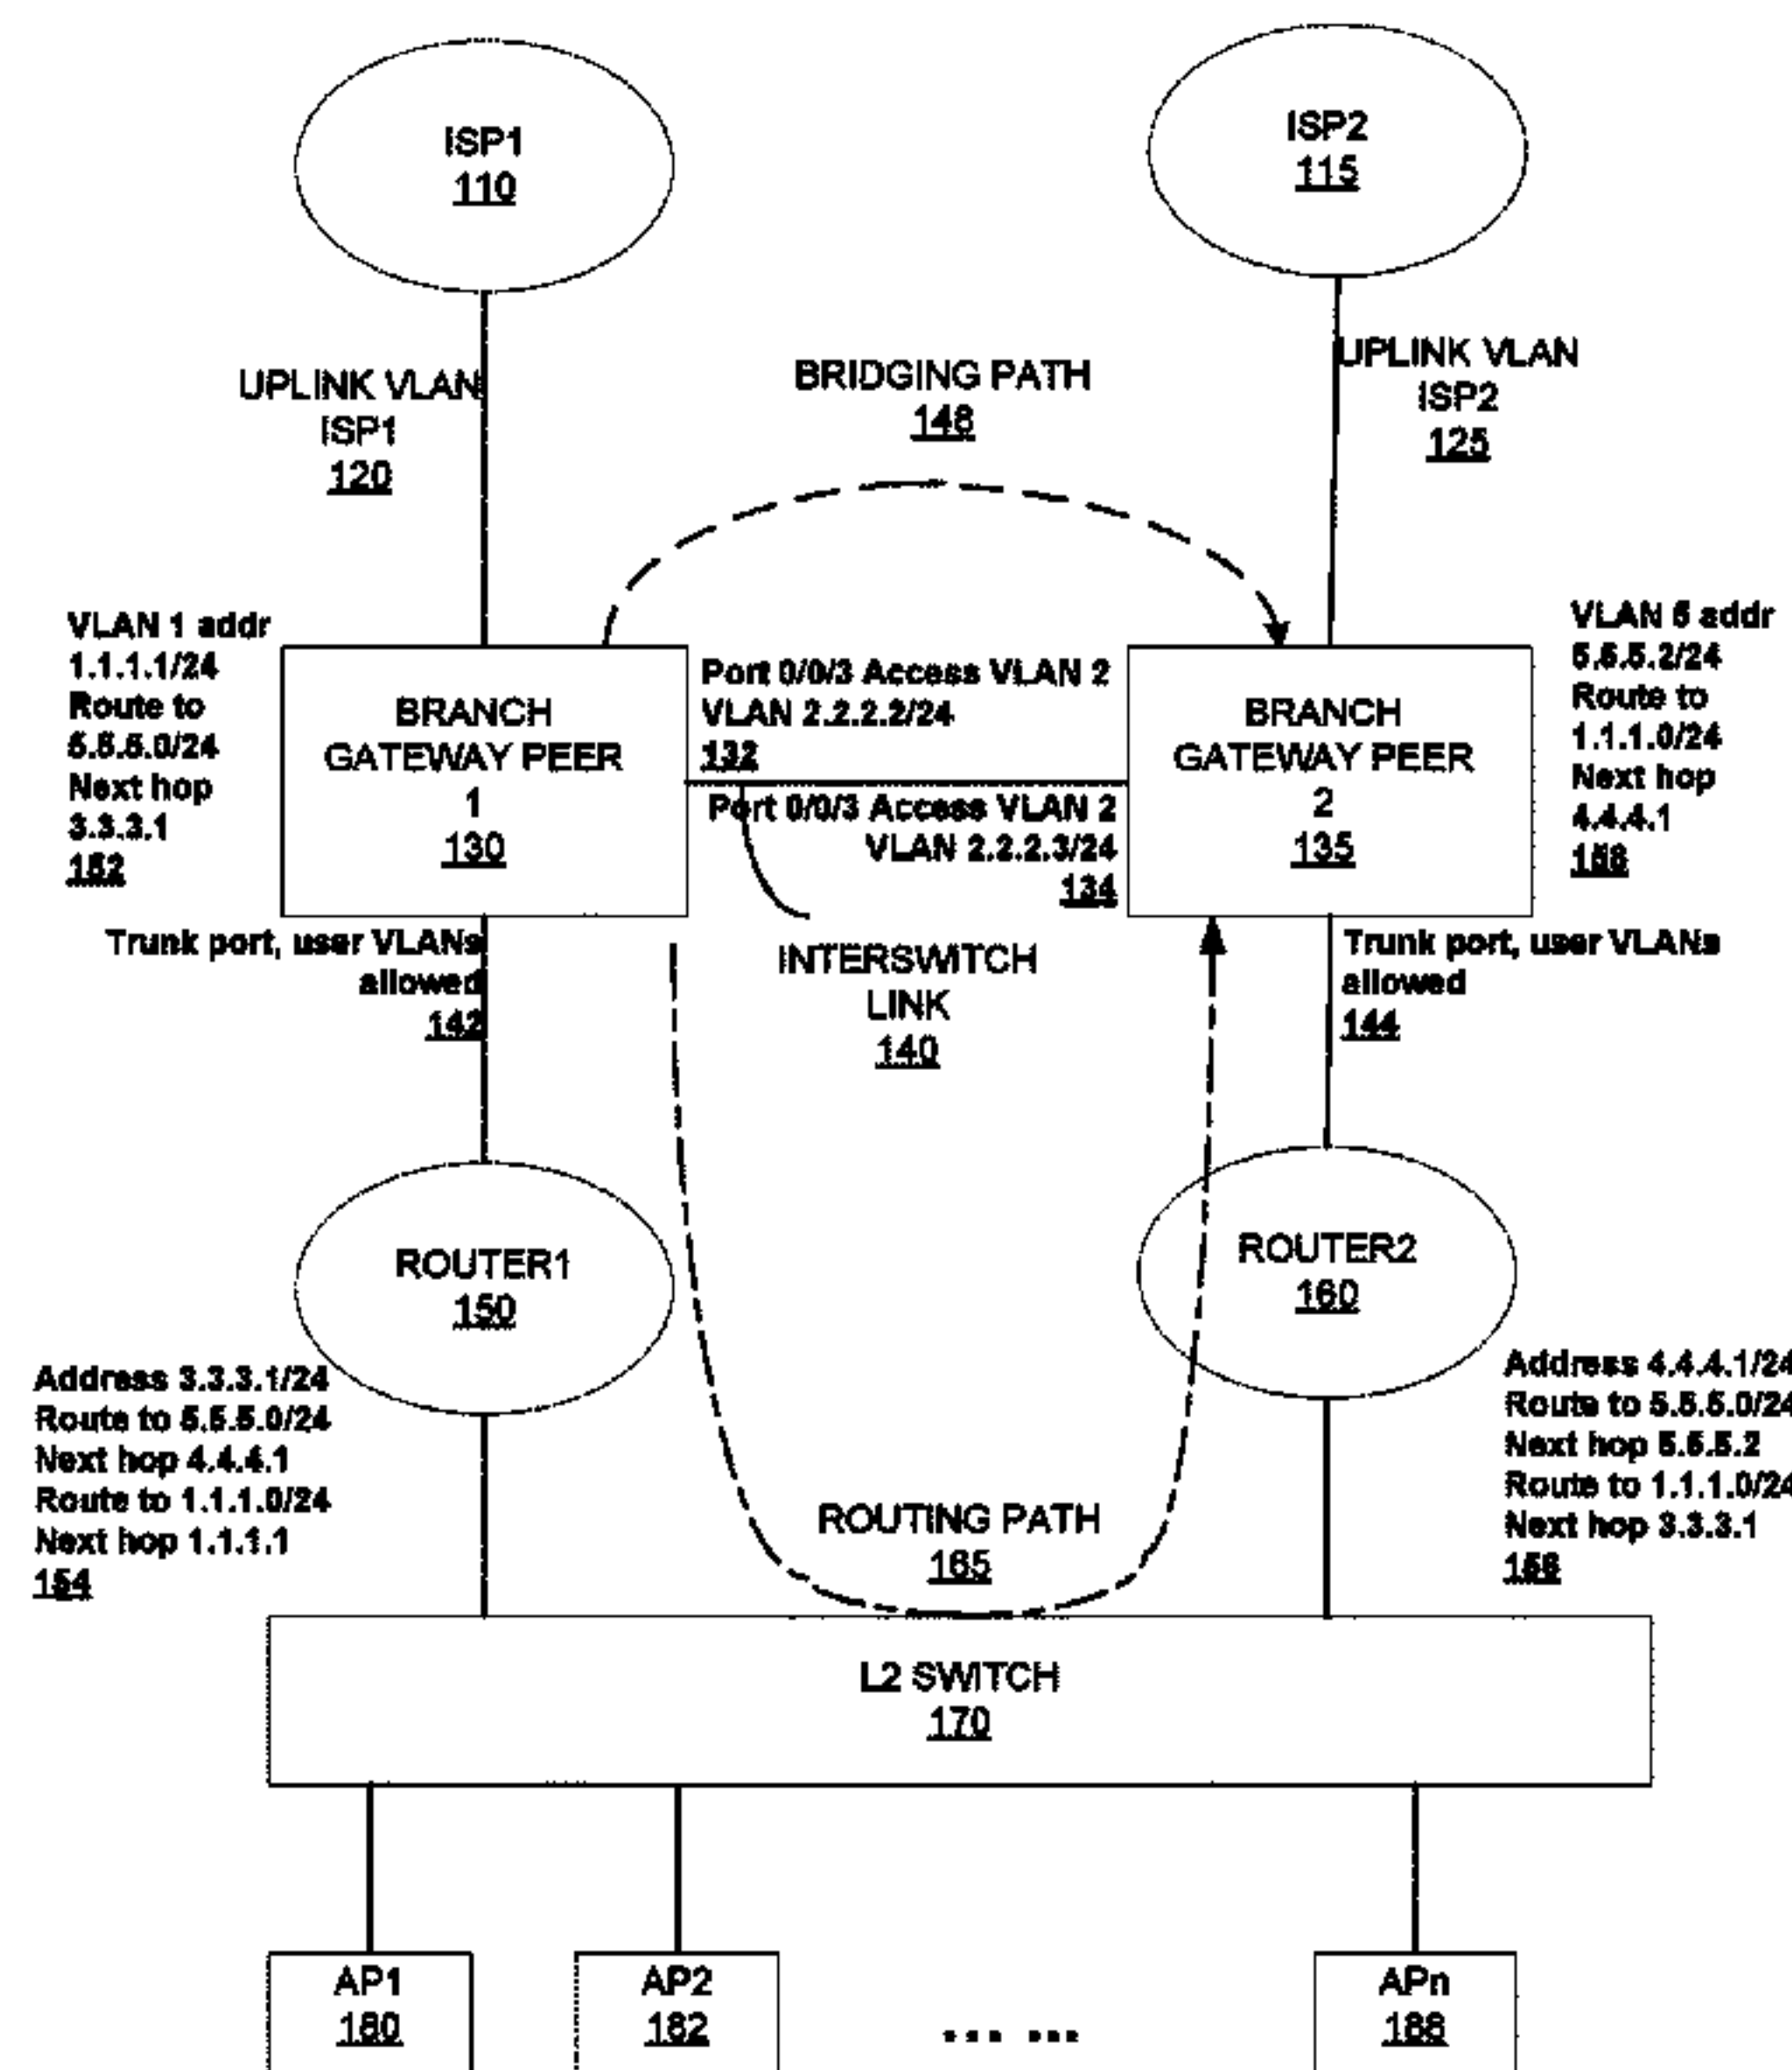 ISP1
110
ISP2
115
UPLINK VLAN
ISP1
120
BRIDGING PATH
148
UPLINK VLAN
ISP2
125
VLAN 1 addr
1.1.1.1/24
Route to
5.5.5.0/24
Next hop
3.3.3.1
152
BRANCH
GATEWAY PEER
1
130
Port 0/0/3 Access VLAN 2
VLAN 2.2.2.2/24
132
Port 0/0/3 Access VLAN 2
VLAN 2.2.2.3/24
134
BRANCH
GATEWAY PEER
2
135
VLAN 5 addr
5.5.5.2/24
Route to
1.1.1.0/24
Next hop
4.4.4.1
158
Trunk port, user VLANs
allowed
142
INTERSWITCH
LINK
140
Trunk port, user VLANs
allowed
144
ROUTER1
150
ROUTER2
160
Address 3.3.3.1/24
Route to 5.5.5.0/24
Next hop 4.4.4.1
Route to 1.1.1.0/24
Next hop 1.1.1.1
154
ROUTING PATH
165
Address 4.4.4.1/24
Route to 5.5.5.0/24
Next hop 5.5.5.2
Route to 1.1.1.0/24
Next hop 3.3.3.1
156
L2 SWITCH
170
AP1
180
AP2
182
... ...
APn
188